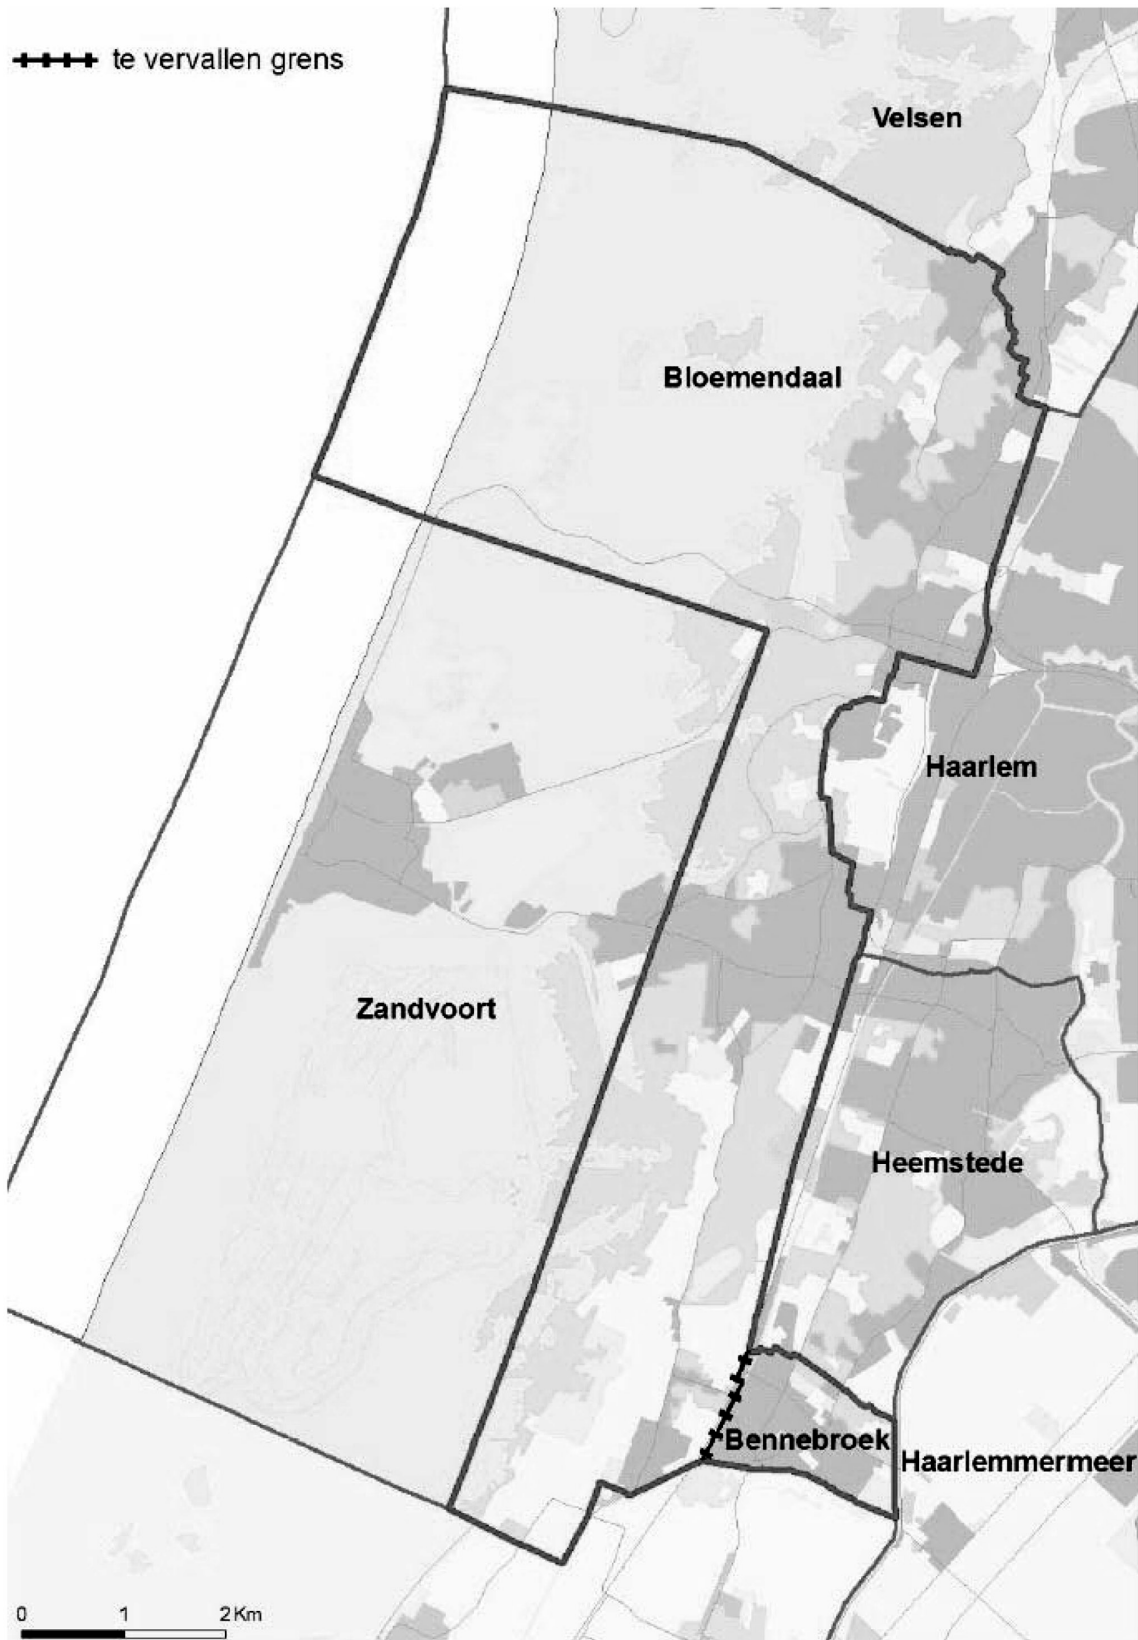 te vervallen grens
Velsen
Bloemendaal
Haarlem
Zandvoort
Heemstede
Bennebroek
Haarlemmermeer
0 1 2 Km